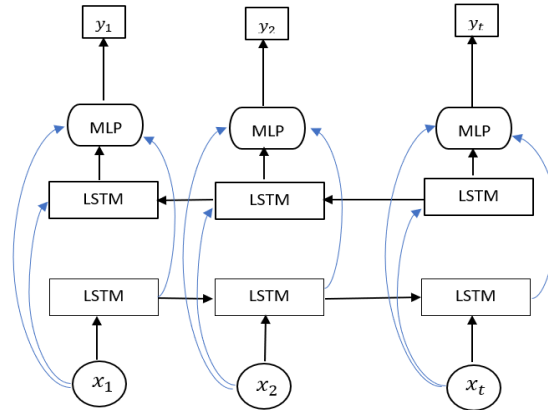 y₁ y₂ yₜ
MLP MLP MLP
LSTM LSTM LSTM
LSTM LSTM LSTM
x₁ x₂ xₜ